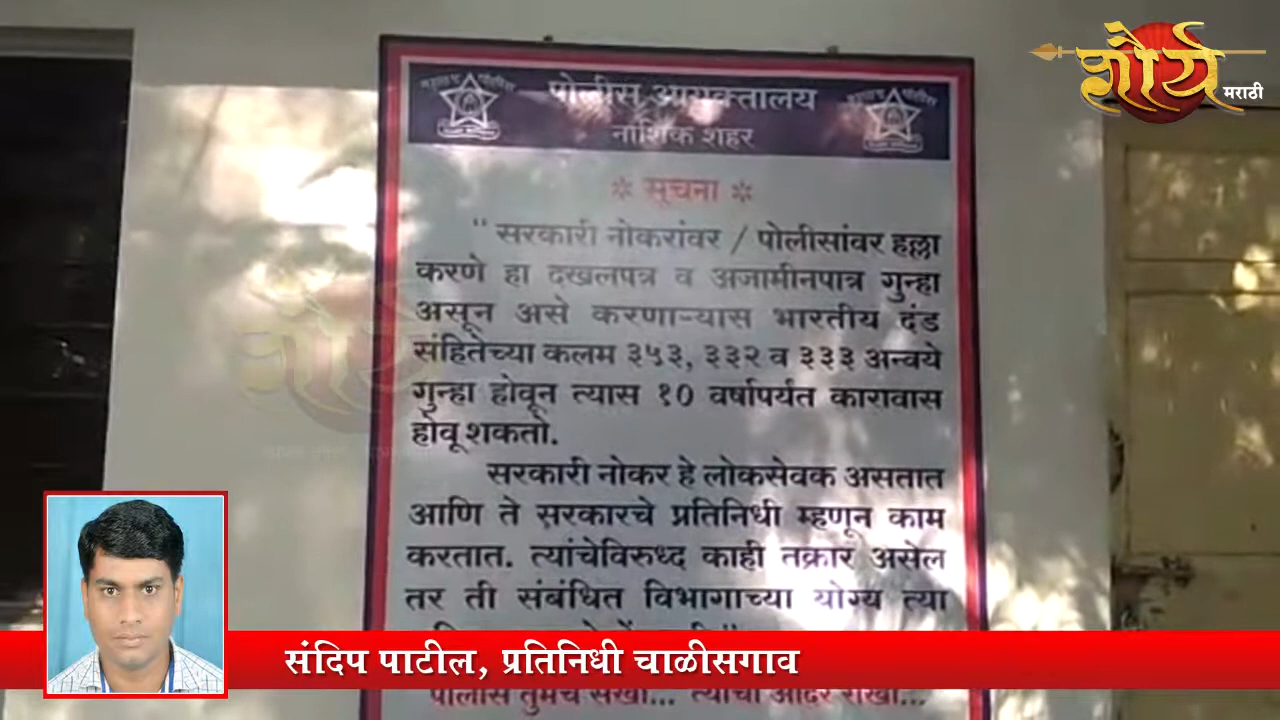 शौर्य
मराठी
पोलीस आयुक्तालय
नाशिक शहर
सूचना
" सरकारी नोकरांवर / पोलीसांवर हल्ला
करणे हा दखलपत्र व अजामीनपात्र गुन्हा
असून असे करणाऱ्यास भारतीय दंड
संहितेच्या कलम ३५३, ३३२ व ३३३ अन्वये
गुन्हा होवून त्यास १० वर्षापर्यंत कारावास
होवू शकतो.
सरकारी नोकर हे लोकसेवक असतात
आणि ते सरकारचे प्रतिनिधी म्हणून काम
करतात. त्यांचेविरुध्द काही तक्रार असेल
तर ती संबंधित विभागाच्या योग्य त्या
संदिप पाटील, प्रतिनिधी चाळीसगाव
पोलीस तुमचे सखा... त्यांचा आदर राखा...